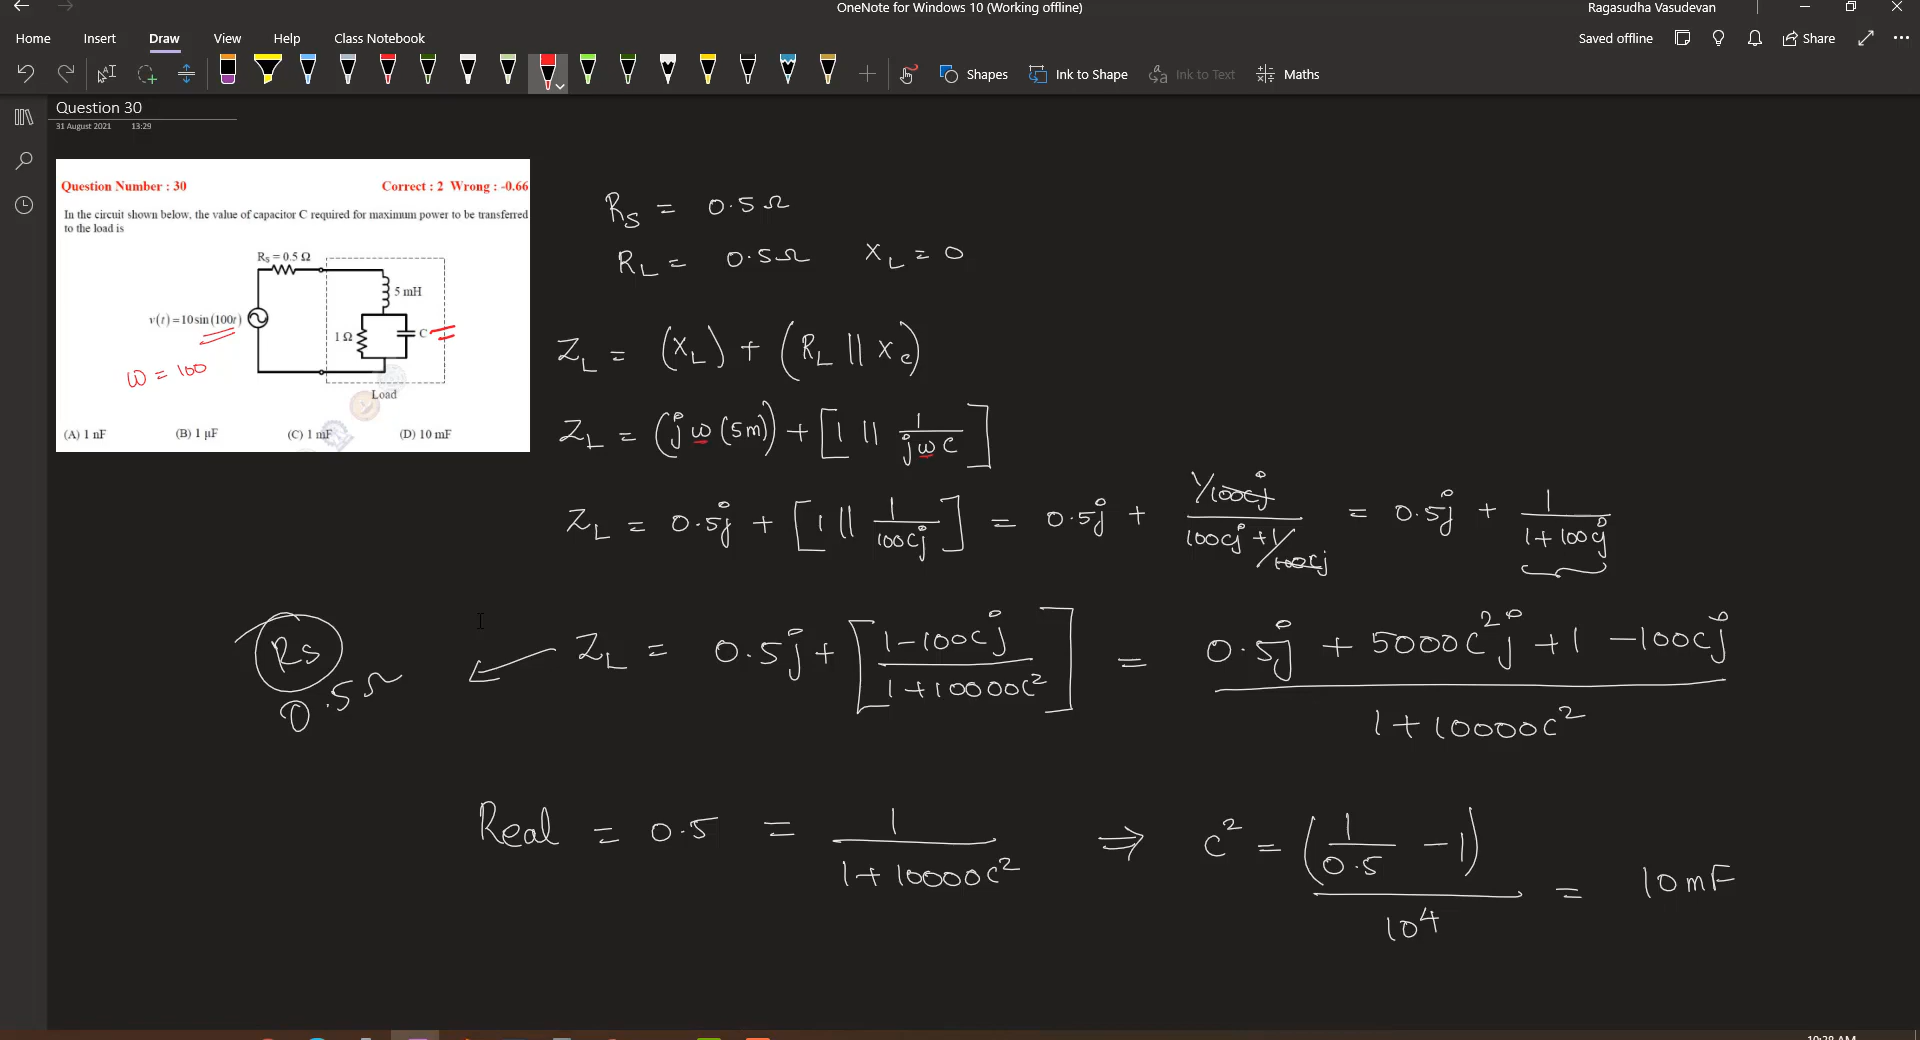 OneNote for Windows 10 (Working offline)
Ragasudha Vasudevan
Home Insert Draw View Help Class Notebook
Saved offline Share
Shapes Ink to Shape Ink to Text Maths
Question 30
31 August 2021 13:29
Question Number : 30 Correct : 2 Wrong : -0.66
In the circuit shown below, the value of capacitor C required for maximum power to be transferred
to the load is
Rs = 0.5 Ω
5 mH
v(t) = 10 sin(100t)
1 Ω
C
ω = 100
Load
(A) 1 nF (B) 1 μF (C) 1 mF (D) 10 mF
Rs = 0.5 Ω
RL = 0.5 Ω XL = 0
ZL = (XL) + (RL || Xc)
ZL = (jω(5m)) + [1 || 1/jωC]
ZL = 0.5j + [1 || 1/100Cj] = 0.5j + (1/100Cj)/(100Cj+1/100Cj) = 0.5j + 1/(1+100Cj)
Rs
0.5 Ω
ZL = 0.5j + [(1-100Cj)/(1+10000C²)] = (0.5j + 5000C²j + 1 - 100Cj)/(1+10000C²)
Real = 0.5 = 1/(1+10000C²) ⇒ C² = (1/0.5 - 1)/10⁴ = 10mF